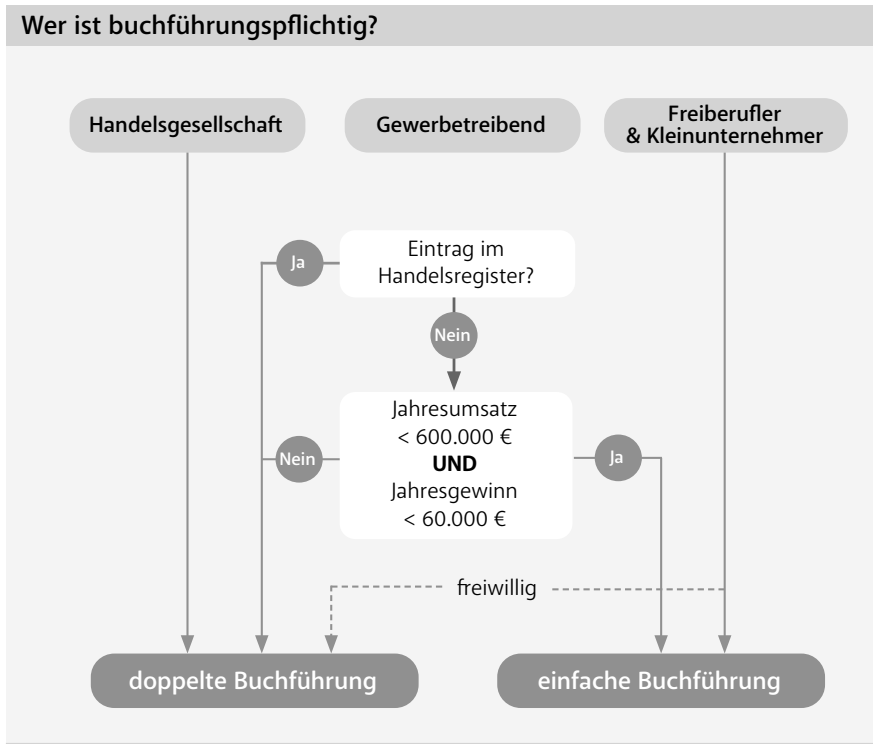 Wer ist buchführungspflichtig?
Handelsgesellschaft
Gewerbetreibend
Freiberufler
& Kleinunternehmer
Eintrag im
Handelsregister?
Ja
Nein
Jahresumsatz
< 600.000 €
UND
Jahresgewinn
< 60.000 €
Nein
Ja
freiwillig
doppelte Buchführung
einfache Buchführung